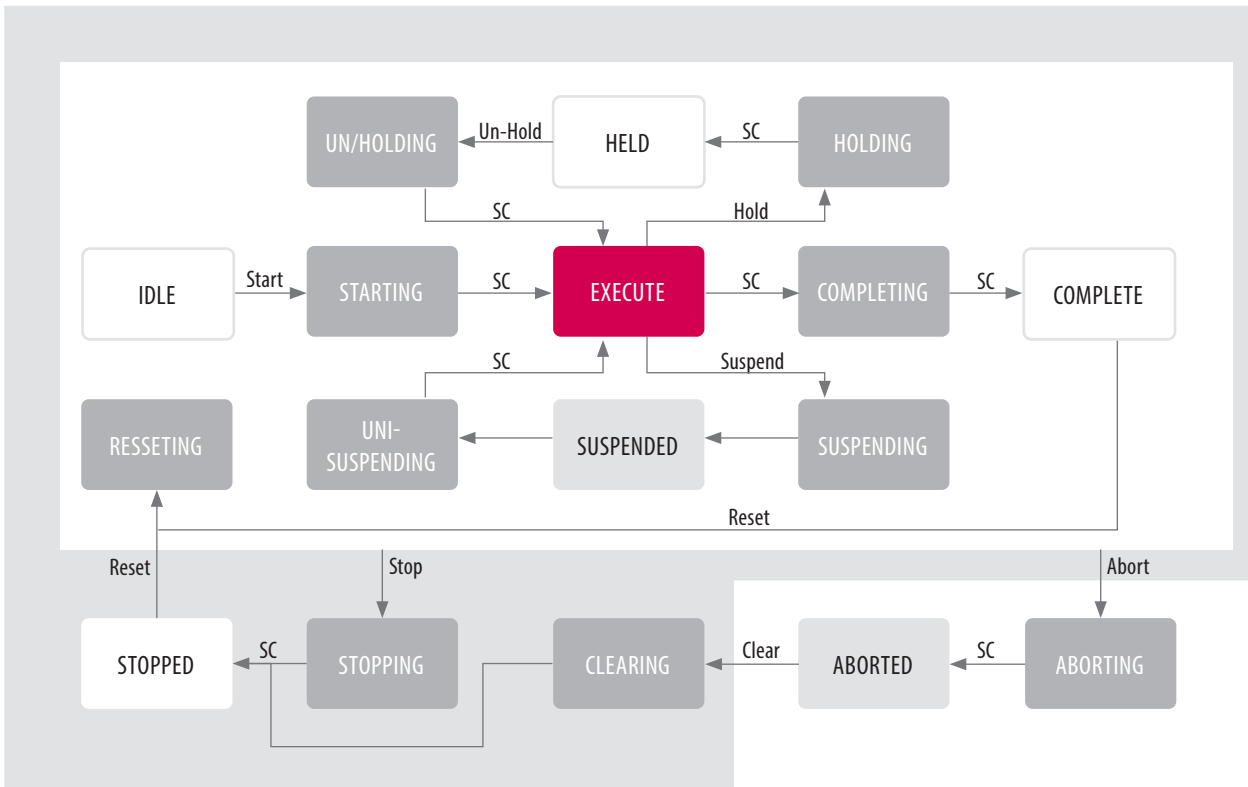 UN/HOLDING
Un-Hold
HELD
SC
HOLDING
SC
Hold
IDLE
Start
STARTING
SC
EXECUTE
SC
COMPLETING
SC
COMPLETE
SC
Suspend
RESSETING
UNI-
SUSPENDING
SUSPENDED
SUSPENDING
Reset
Reset
Stop
Abort
STOPPED
SC
STOPPING
CLEARING
Clear
ABORTED
SC
ABORTING